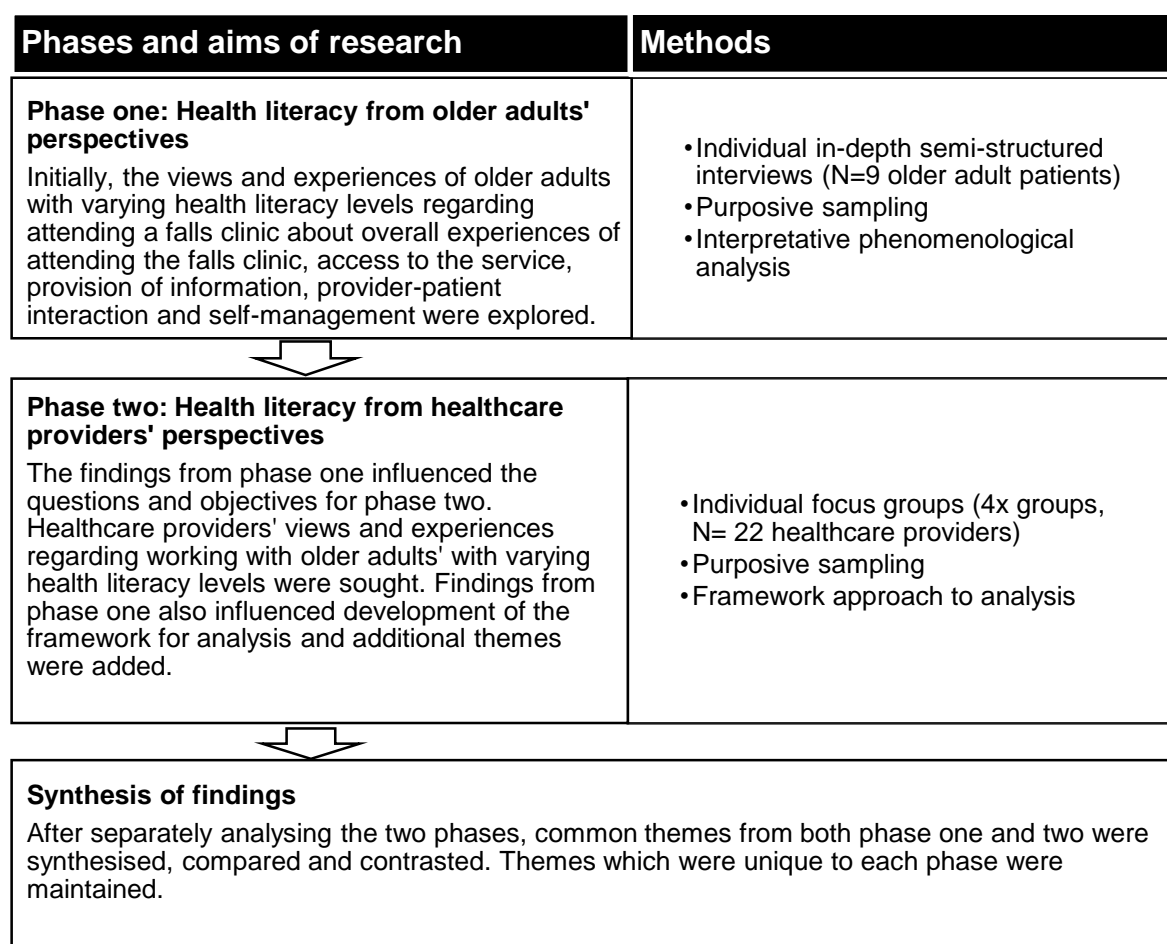 Phases and aims of research
Methods
Phase one: Health literacy from older adults'
perspectives
Initially, the views and experiences of older adults
with varying health literacy levels regarding
attending a falls clinic about overall experiences of
attending the falls clinic, access to the service,
provision of information, provider-patient
interaction and self-management were explored.
•Individual in-depth semi-structured
interviews (N=9 older adult patients)
•Purposive sampling
•Interpretative phenomenological
analysis
Phase two: Health literacy from healthcare
providers' perspectives
The findings from phase one influenced the
questions and objectives for phase two.
Healthcare providers' views and experiences
regarding working with older adults' with varying
health literacy levels were sought. Findings from
phase one also influenced development of the
framework for analysis and additional themes
were added.
•Individual focus groups (4x groups,
N= 22 healthcare providers)
•Purposive sampling
•Framework approach to analysis
Synthesis of findings
After separately analysing the two phases, common themes from both phase one and two were
synthesised, compared and contrasted. Themes which were unique to each phase were
maintained.